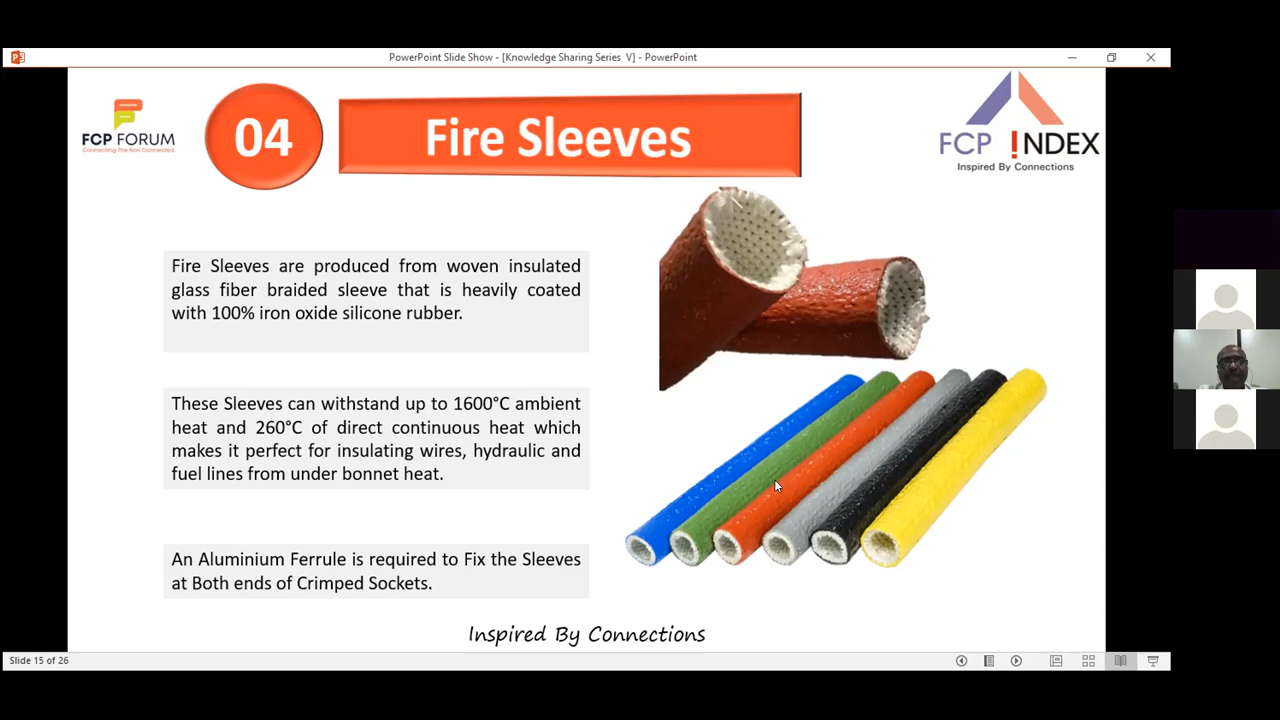 PowerPoint Slide Show - [Knowledge Sharing Series V] - PowerPoint
FCP FORUM
Connecting The Non Connected
04
Fire Sleeves
FCP !NDEX
Inspired By Connections
Fire Sleeves are produced from woven insulated
glass fiber braided sleeve that is heavily coated
with 100% iron oxide silicone rubber.
These Sleeves can withstand up to 1600°C ambient
heat and 260°C of direct continuous heat which
makes it perfect for insulating wires, hydraulic and
fuel lines from under bonnet heat.
An Aluminium Ferrule is required to Fix the Sleeves
at Both ends of Crimped Sockets.
Inspired By Connections
Slide 15 of 26